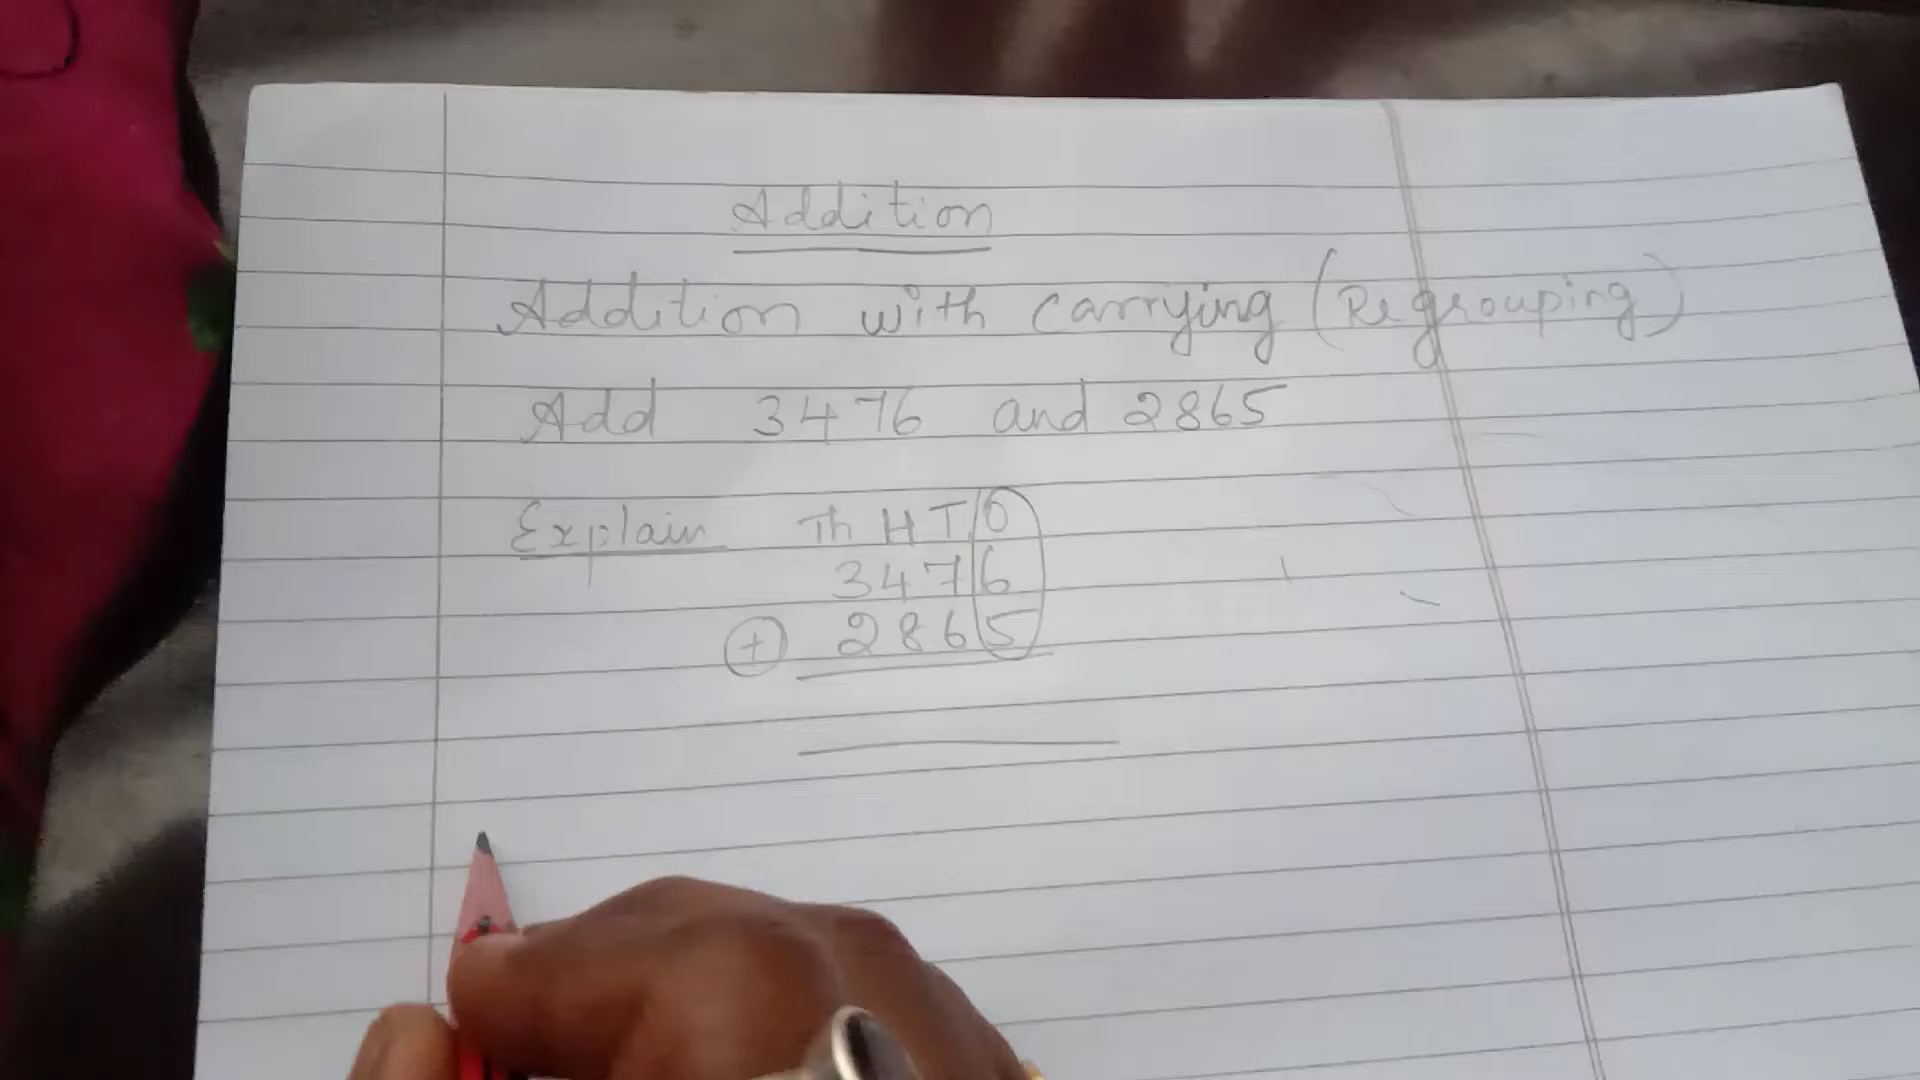 Addition
Addition with carrying (Regrouping)
Add 3476 and 2865
Explain Th H T O
3476
+ 2865